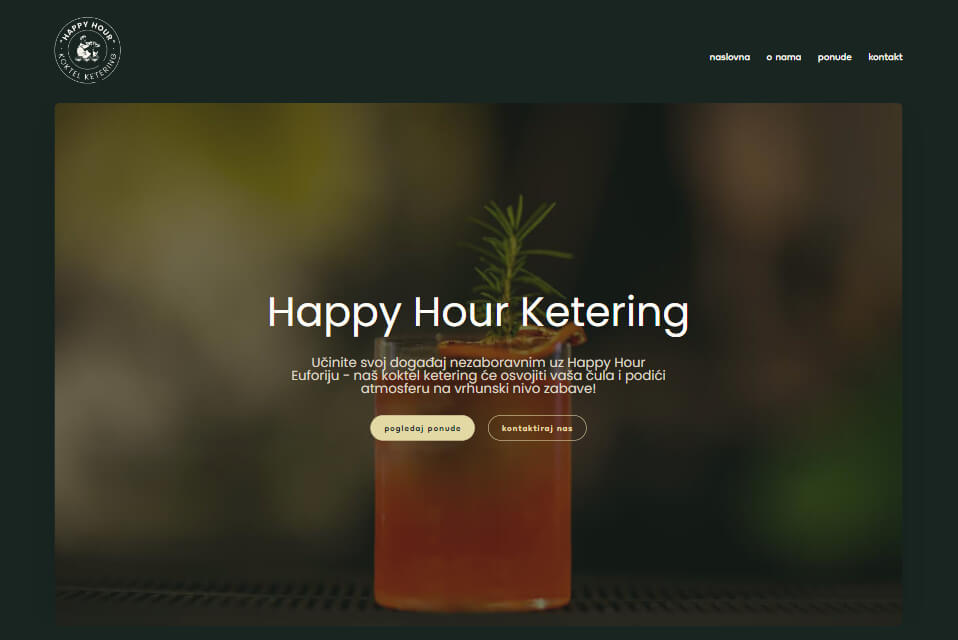 "HAPPY HOUR"
KOKTEL KETERING
naslovna o nama ponude kontakt
Happy Hour Ketering
Učinite svoj događaj nezaboravnim uz Happy Hour
Euforiju - naš koktel ketering će osvojiti vaša čula i podići
atmosferu na vrhunski nivo zabave!
pogledaj ponude kontaktiraj nas